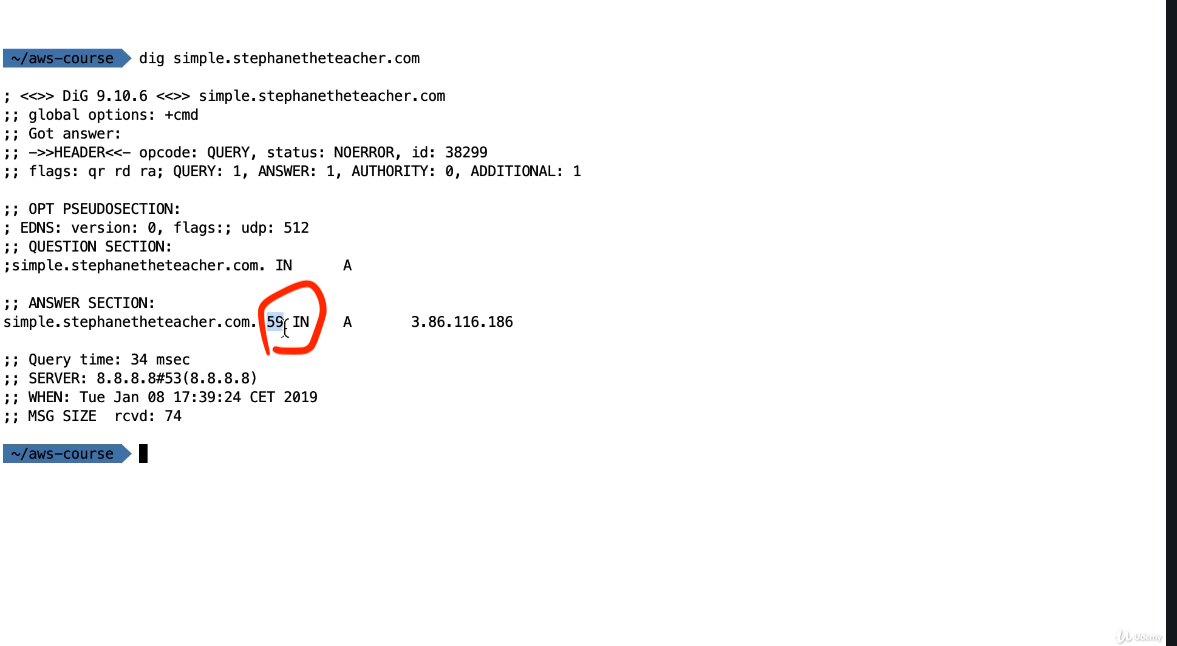 ~/aws-course dig simple.stephanetheteacher.com
; <<>> DiG 9.10.6 <<>> simple.stephanetheteacher.com
;; global options: +cmd
;; Got answer:
;; ->>HEADER<<- opcode: QUERY, status: NOERROR, id: 38299
;; flags: qr rd ra; QUERY: 1, ANSWER: 1, AUTHORITY: 0, ADDITIONAL: 1
;; OPT PSEUDOSECTION:
; EDNS: version: 0, flags:; udp: 512
;; QUESTION SECTION:
;simple.stephanetheteacher.com. IN A
;; ANSWER SECTION:
simple.stephanetheteacher.com. 59 IN A 3.86.116.186
;; Query time: 34 msec
;; SERVER: 8.8.8.8#53(8.8.8.8)
;; WHEN: Tue Jan 08 17:39:24 CET 2019
;; MSG SIZE rcvd: 74
~/aws-course
Udemy